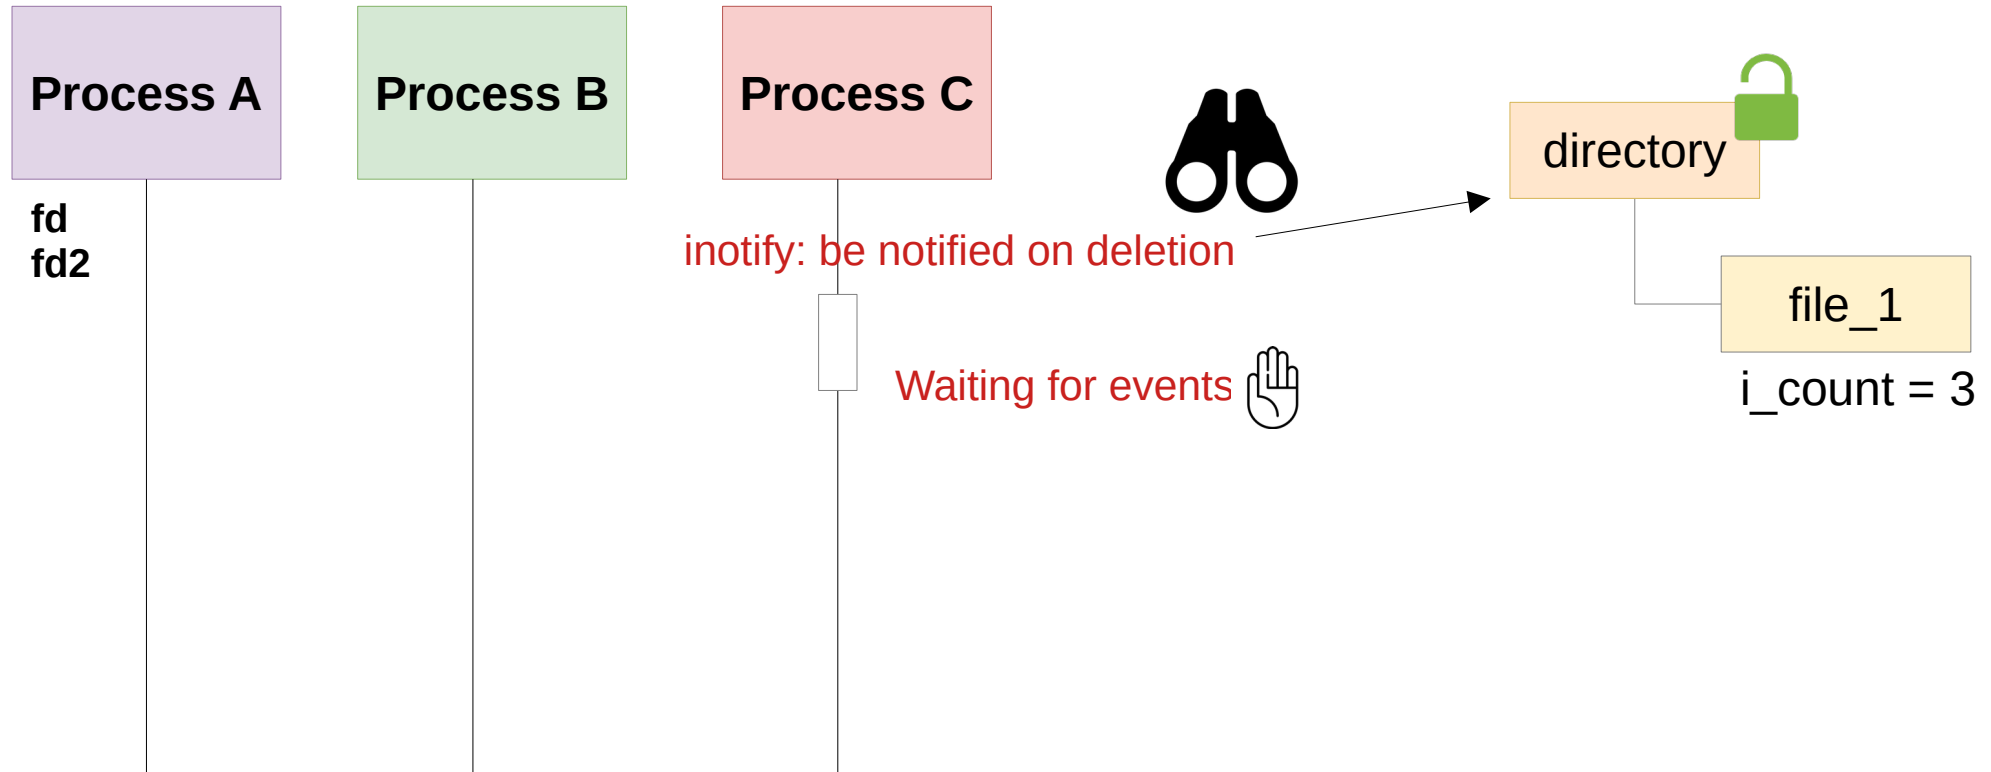 Process A
Process B
Process C
directory
fd
fd2
inotify: be notified on deletion
file_1
Waiting for events
i_count = 3